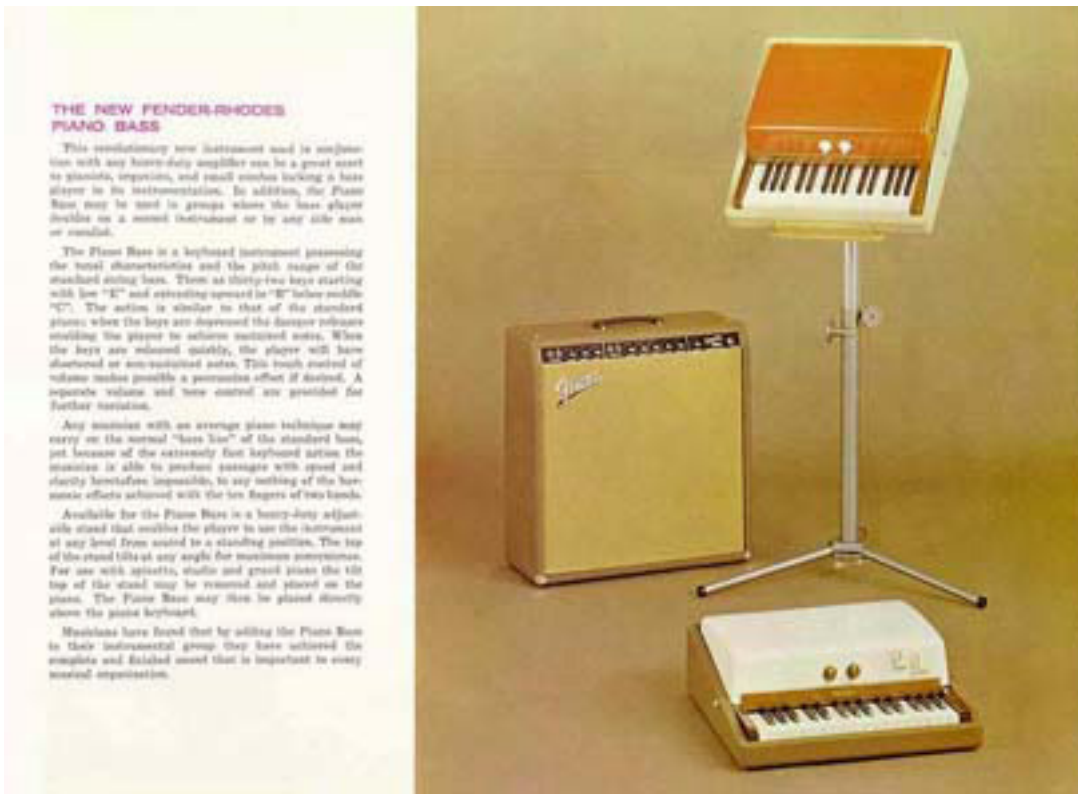 THE NEW FENDER-RHODES
PIANO BASS
This revolutionary new instrument used in conjunc-
tion with any heavy-duty amplifier can be a great asset
to pianists, organists, and small combos lacking a bass
player in its instrumentation. In addition, the Piano
Bass may be used in groups where the bass player
doubles on a second instrument or by any side man
or vocalist.
The Piano Bass is a keyboard instrument possessing
the tonal characteristics and the pitch range of the
standard string bass. There are thirty-two keys starting
with low "E" and extending upward to "B" below middle
"C". The action is similar to that of the standard
piano; when the keys are depressed the damper releases
enabling the player to achieve sustained notes. When
the keys are released quickly, the player will have
shortened or non-sustained notes. This touch control of
volume makes possible a percussion effect if desired. A
separate volume and tone control are provided for
further variation.
Any musician with an average piano technique may
carry on the normal "bass line" of the standard bass,
yet because of the extremely fast keyboard action the
musician is able to produce passages with speed and
clarity heretofore impossible, to say nothing of the har-
monic effects achieved with the ten fingers of two hands.
Available for the Piano Bass is a heavy-duty adjust-
able stand that enables the player to use the instrument
at any level from seated to a standing position. The top
of the stand tilts at any angle for maximum convenience.
For use with spinets, studio and grand piano the tilt
top of the stand may be removed and placed on the
piano. The Piano Bass may then be placed directly
above the piano keyboard.
Musicians have found that by adding the Piano Bass
to their instrumental group they have achieved the
complete and finished sound that is important to every
musical organization.
Fender